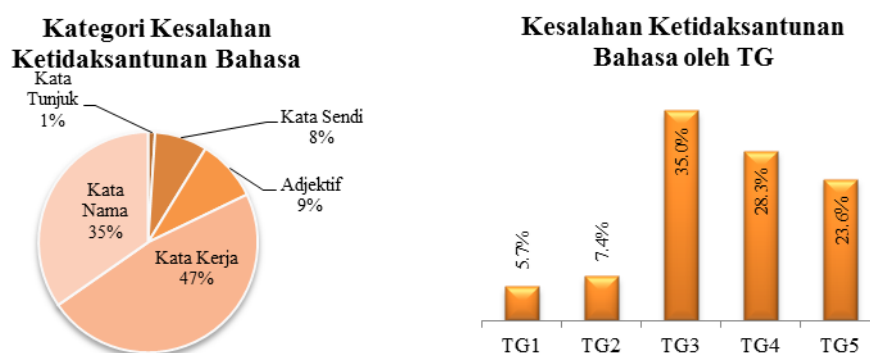 Kategori Kesalahan
Ketidaksantunan Bahasa
Kata
Tunjuk
1%
Kata Sendi
8%
Adjektif
9%
Kata
Nama
35%
Kata Kerja
47%
Kesalahan Ketidaksantunan
Bahasa oleh TG
5.7%
7.4%
35.0%
28.3%
23.6%
TG1
TG2
TG3
TG4
TG5